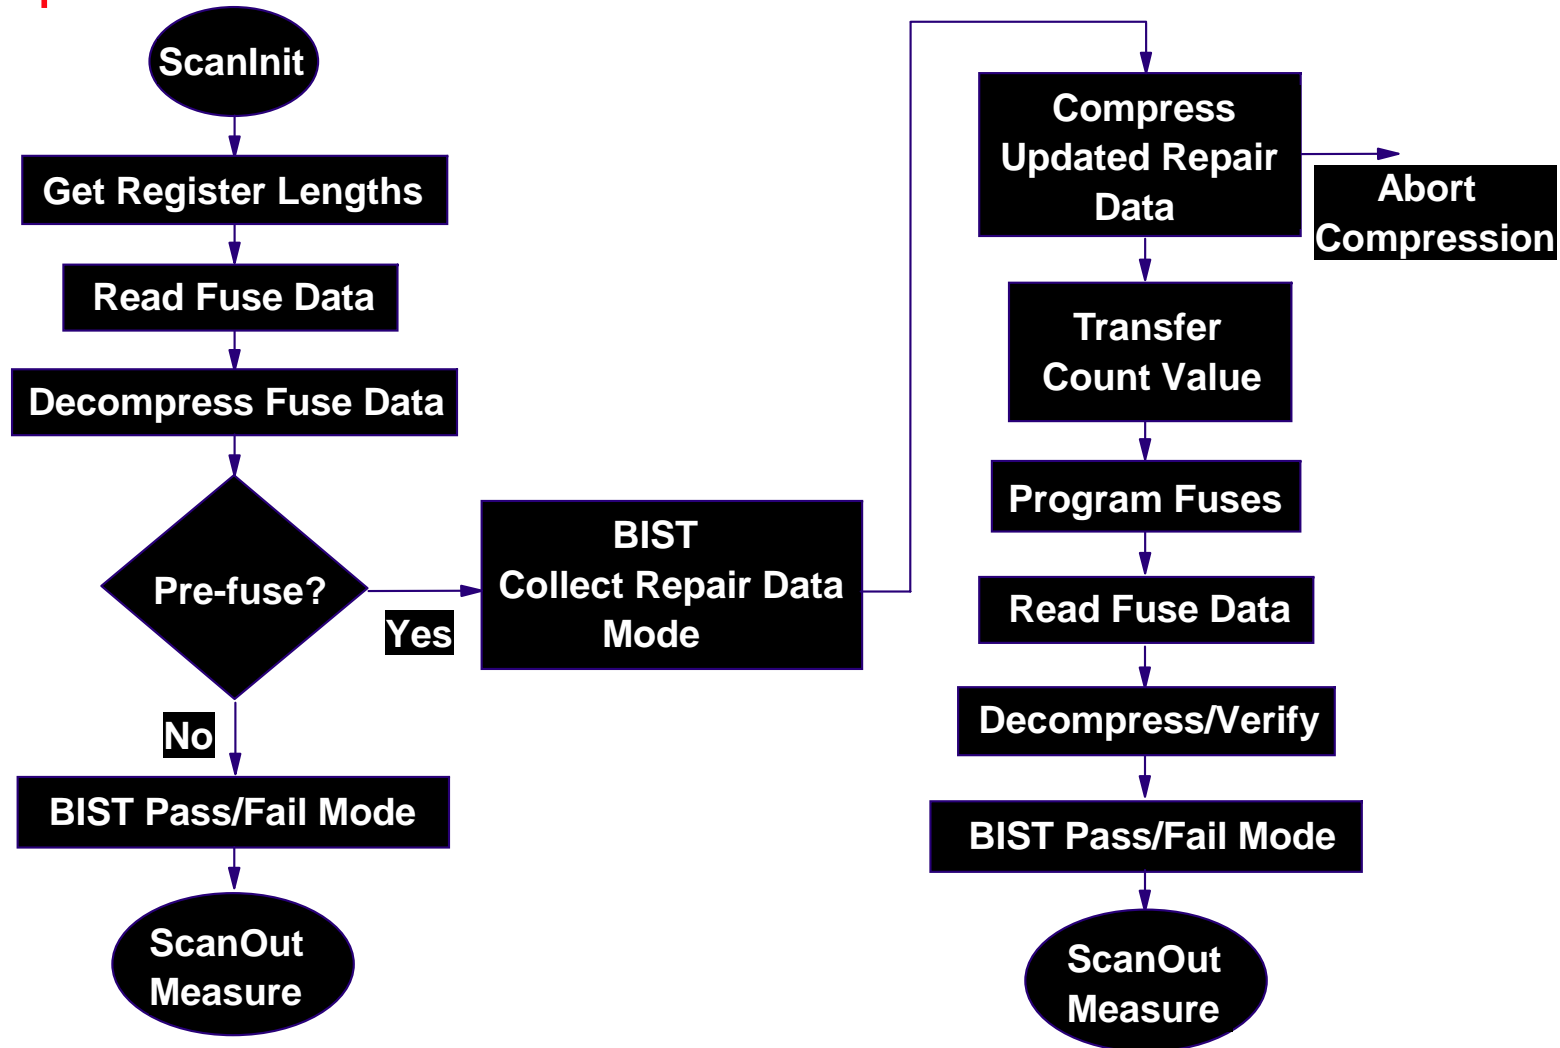 ScanInit
Get Register Lengths
Read Fuse Data
Decompress Fuse Data
Pre-fuse?
Yes
No
BIST Pass/Fail Mode
ScanOut
Measure
BIST
Collect Repair Data
Mode
Compress
Updated Repair
Data
Abort
Compression
Transfer
Count Value
Program Fuses
Read Fuse Data
Decompress/Verify
BIST Pass/Fail Mode
ScanOut
Measure